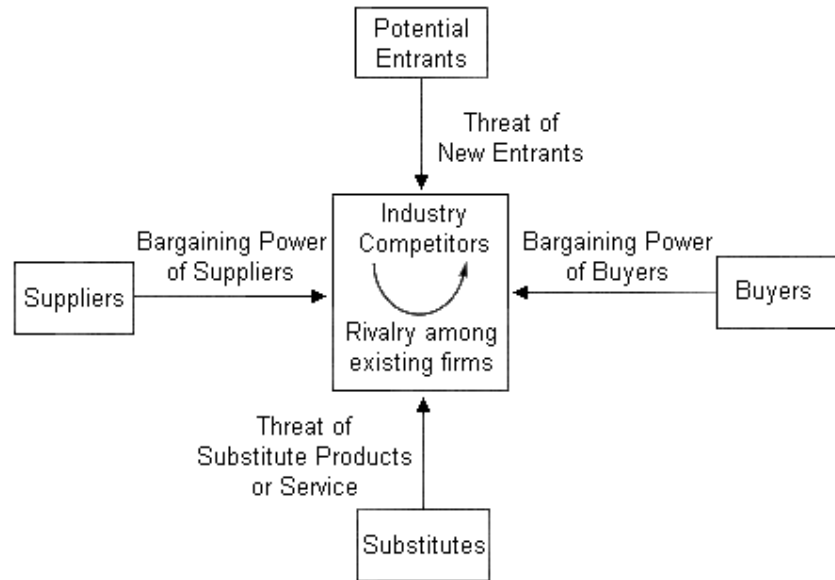 Potential
Entrants
Threat of
New Entrants
Industry
Competitors
Rivalry among
existing firms
Bargaining Power
of Suppliers
Suppliers
Bargaining Power
of Buyers
Buyers
Threat of
Substitute Products
or Service
Substitutes